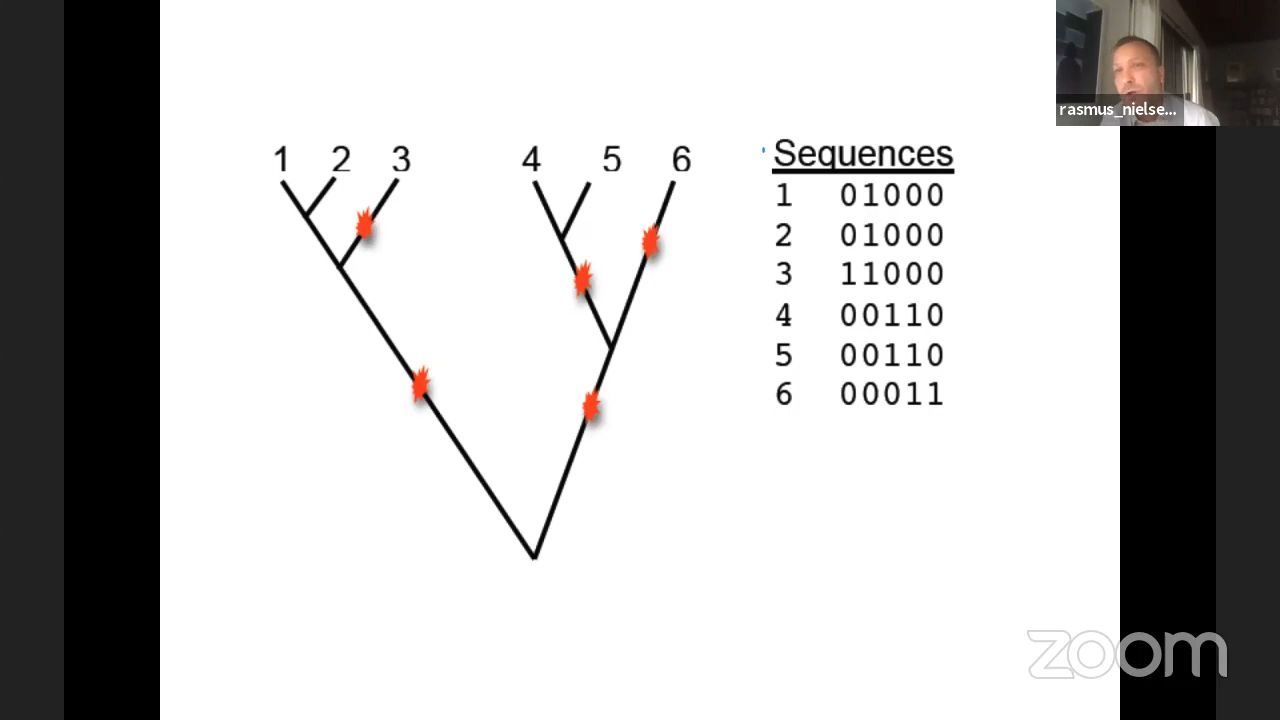 rasmus_nielse...
1 2 3 4 5 6
Sequences
1 01000
2 01000
3 11000
4 00110
5 00110
6 00011
zoom